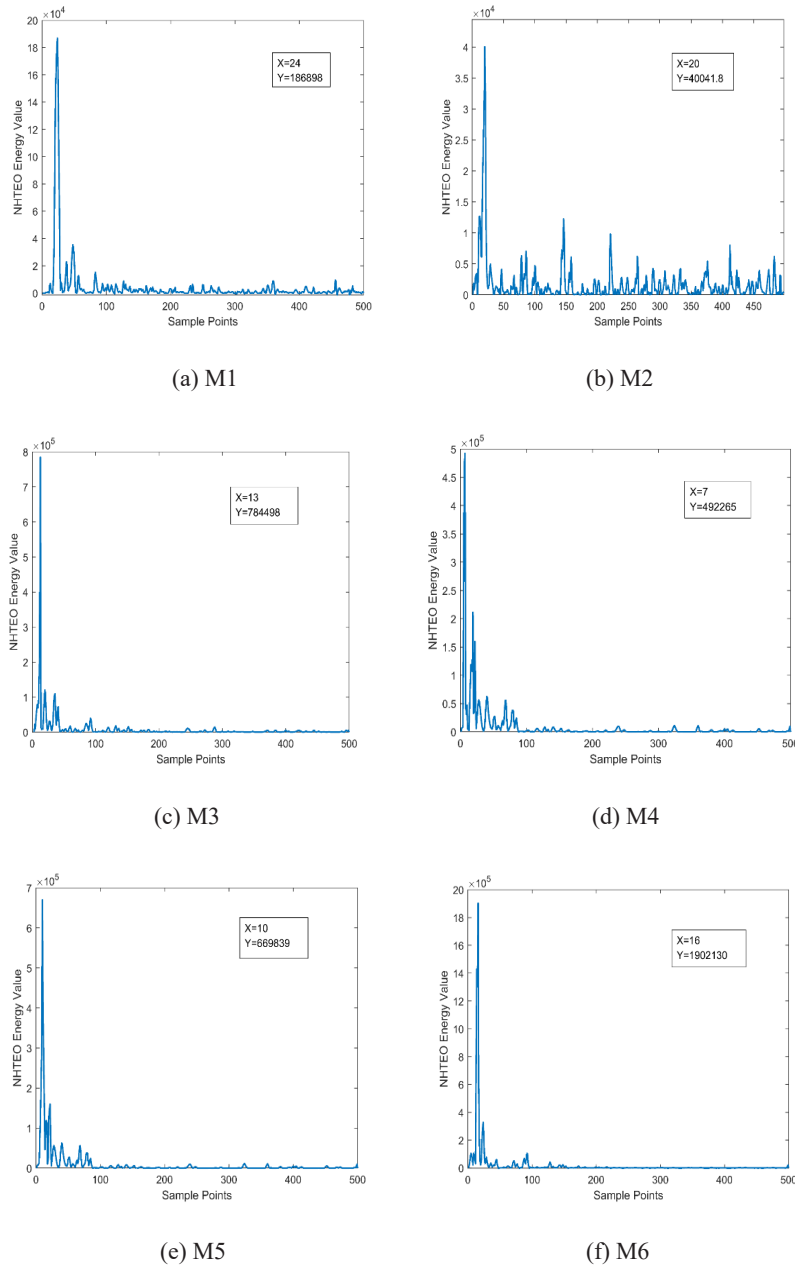 ×10⁴
20
18
16
14
12
10
8
6
4
2
0
NHTEO Energy Value
X=24
Y=186898
0 100 200 300 400 500
Sample Points
(a) M1
×10⁴
4
3.5
3
2.5
2
1.5
1
0.5
0
NHTEO Energy Value
X=20
Y=40041.8
0 50 100 150 200 250 300 350 400 450
Sample Points
(b) M2
×10⁵
8
7
6
5
4
3
2
1
0
NHTEO Energy Value
X=13
Y=784498
0 100 200 300 400 500
Sample Points
(c) M3
×10⁵
5
4.5
4
3.5
3
2.5
5
1.5
1
0.5
0
NHTEO Energy Value
X=7
Y=492265
0 100 200 300 400 500
Sample Points
(d) M4
×10⁵
7
6
5
4
3
2
1
0
NHTEO Energy Value
X=10
Y=669839
0 100 200 300 400 500
Sample Points
(e) M5
×10⁵
20
18
16
14
12
10
8
6
4
2
0
NHTEO Energy Value
X=16
Y=1902130
0 100 200 300 400 500
Sample Points
(f) M6